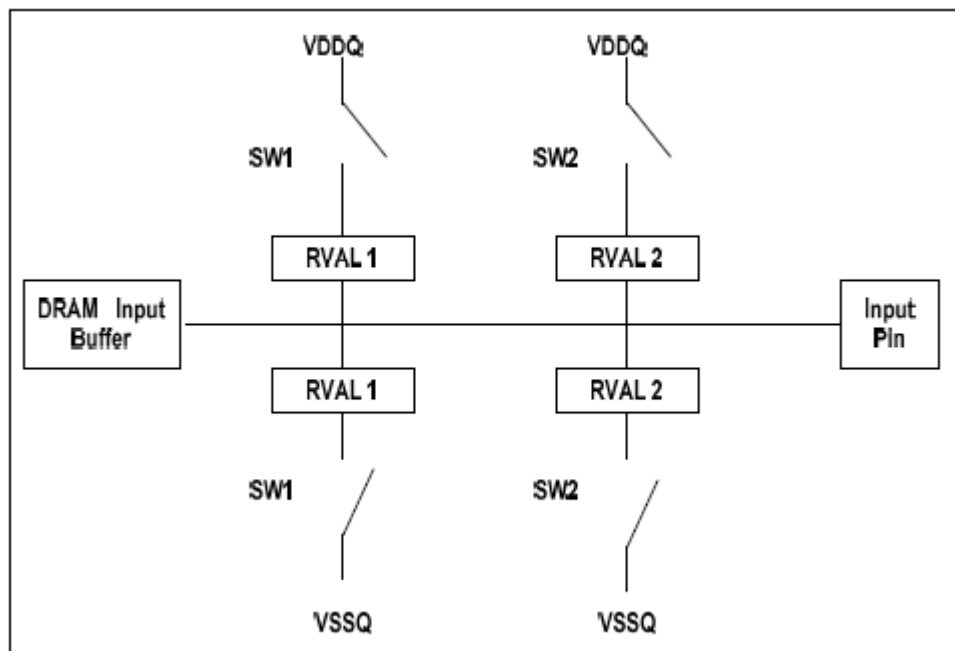 VDDQ VDDQ
SW1 SW2
RVAL 1 RVAL 2
DRAM Input
Buffer
Input
Pin
RVAL 1 RVAL 2
SW1 SW2
VSSQ VSSQ